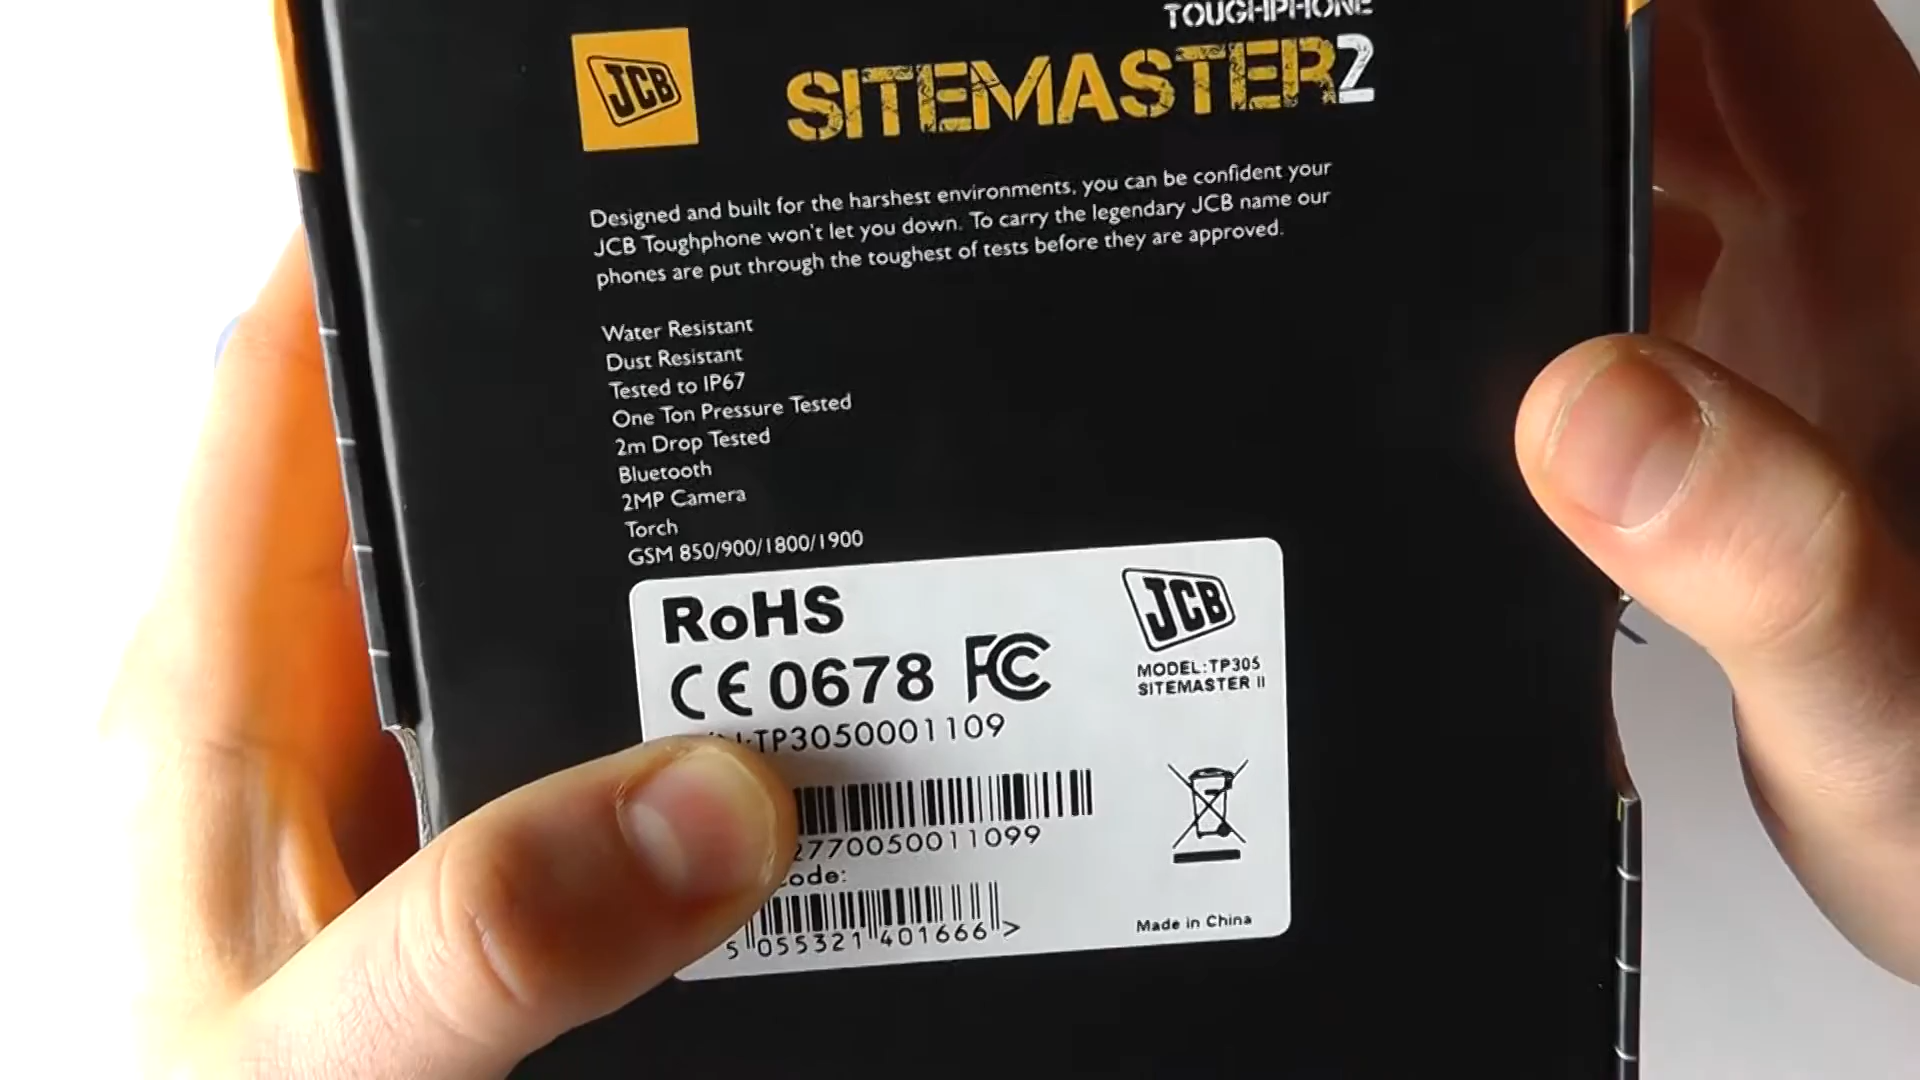 TOUGHPHONE
JCB
SITEMASTER2
Designed and built for the harshest environments, you can be confident your
JCB Toughphone won't let you down. To carry the legendary JCB name our
phones are put through the toughest of tests before they are approved.
Water Resistant
Dust Resistant
Tested to IP67
One Ton Pressure Tested
2m Drop Tested
Bluetooth
2MP Camera
Torch
GSM 850/900/1800/1900
RoHS
JCB
CE 0678 FC
MODEL:TP305
SITEMASTER II
TP3050001109
2770050011099
5 055321 401666 >
Made in China